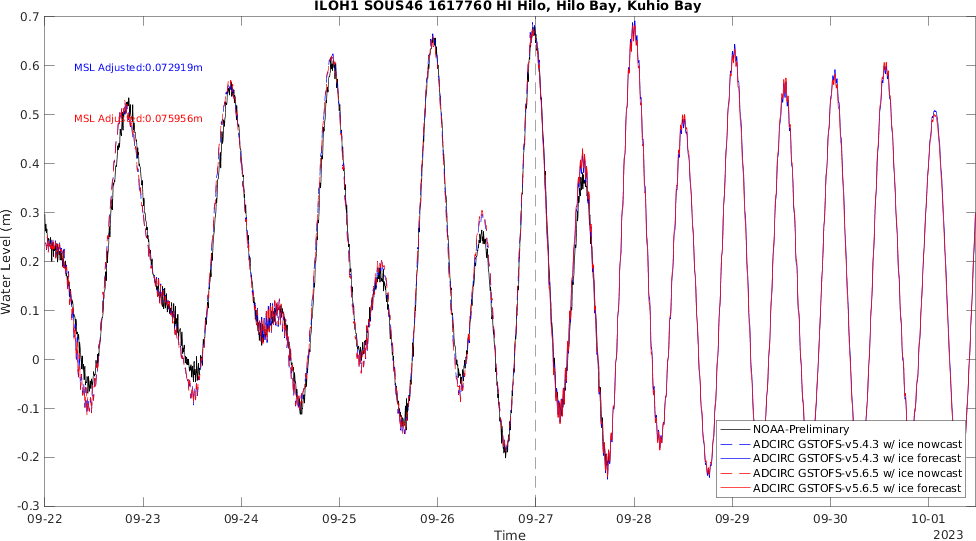 ILOH1 SOUS46 1617760 HI Hilo, Hilo Bay, Kuhio Bay
0.7
0.6
0.5
0.4
0.3
0.2
0.1
0
-0.1
-0.2
-0.3
Water Level (m)
MSL Adjusted:0.072919m
MSL Adjusted:0.075956m
NOAA-Preliminary
ADCIRC GSTOFS-v5.4.3 w/ ice nowcast
ADCIRC GSTOFS-v5.4.3 w/ ice forecast
ADCIRC GSTOFS-v5.6.5 w/ ice nowcast
ADCIRC GSTOFS-v5.6.5 w/ ice forecast
09-22 09-23 09-24 09-25 09-26 09-27 09-28 09-29 09-30 10-01
Time
2023